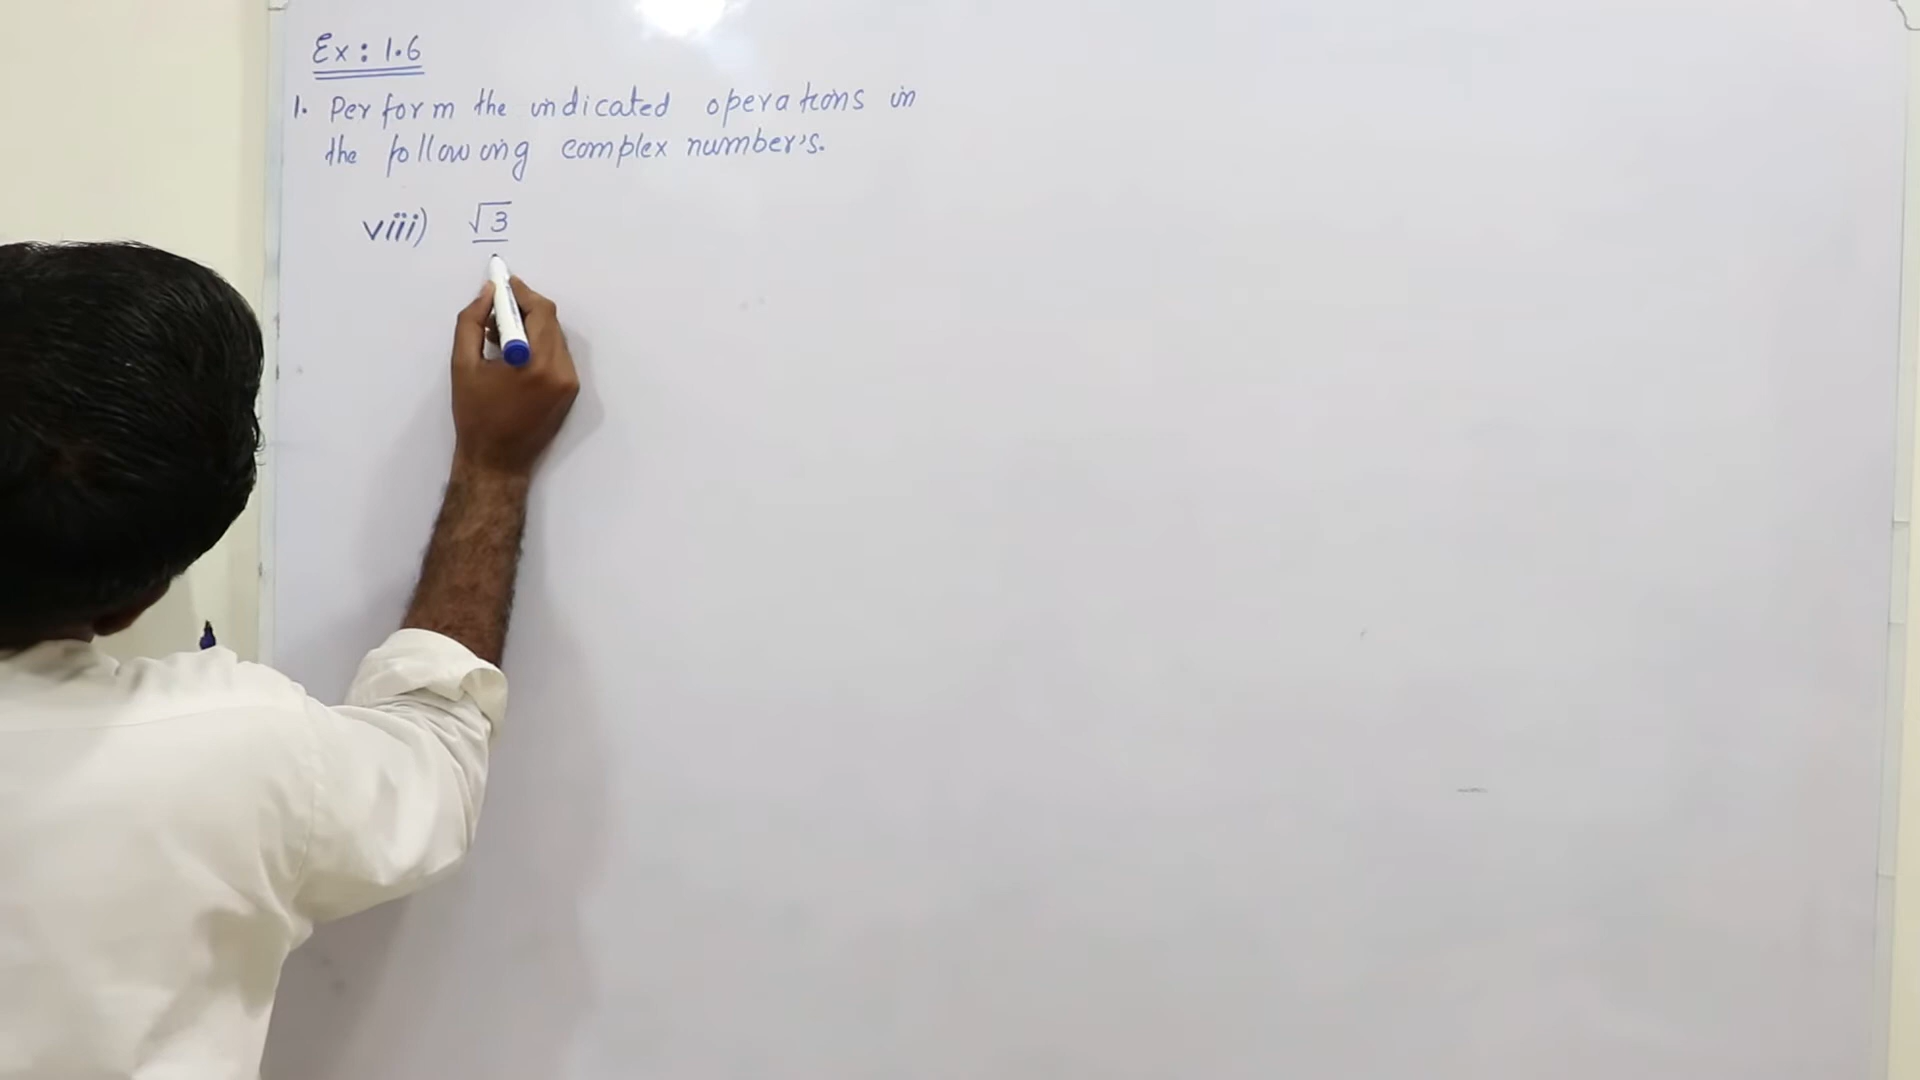 Ex: 1.6
1. Perform the indicated operations in
the following complex number's.
viii) √3